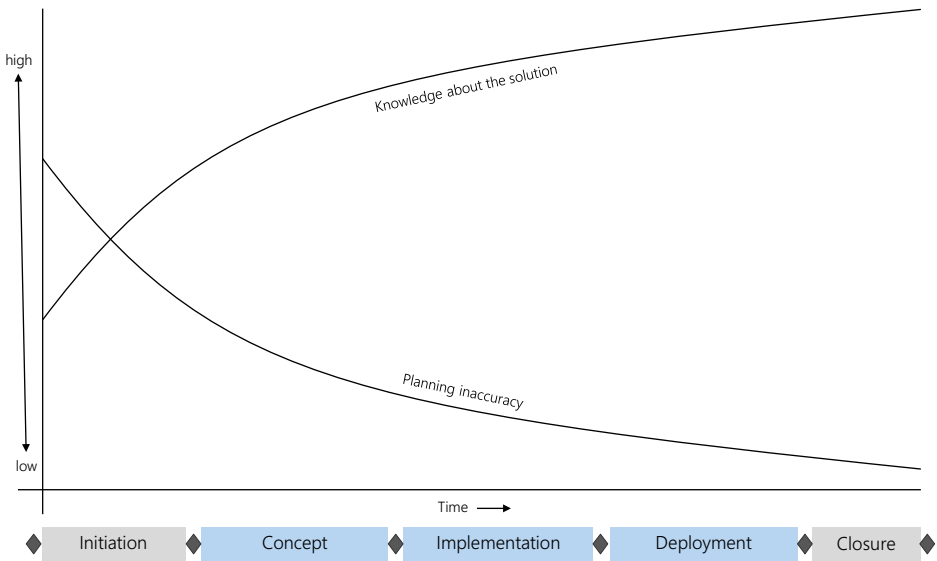 high
Knowledge about the solution
Planning inaccuracy
low
Time
Initiation
Concept
Implementation
Deployment
Closure